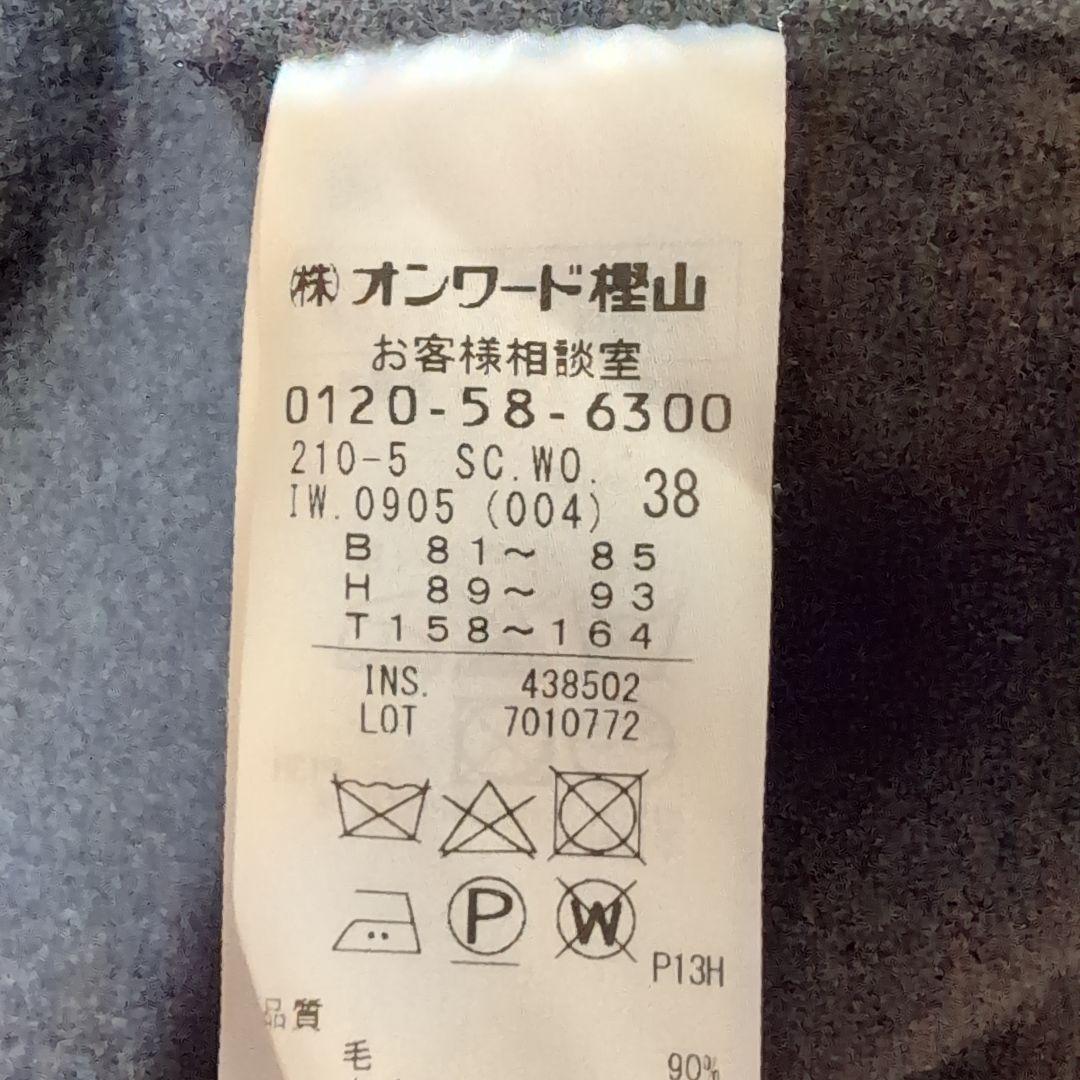 ㈱オンワード樫山
お客様相談室
0120-58-6300
210-5 SC.WO.
IW.0905 (004) 38
B 81～ 85
H 89～ 93
T158～164
INS. 438502
LOT 7010772
P
W
P13H
品質
毛 90%